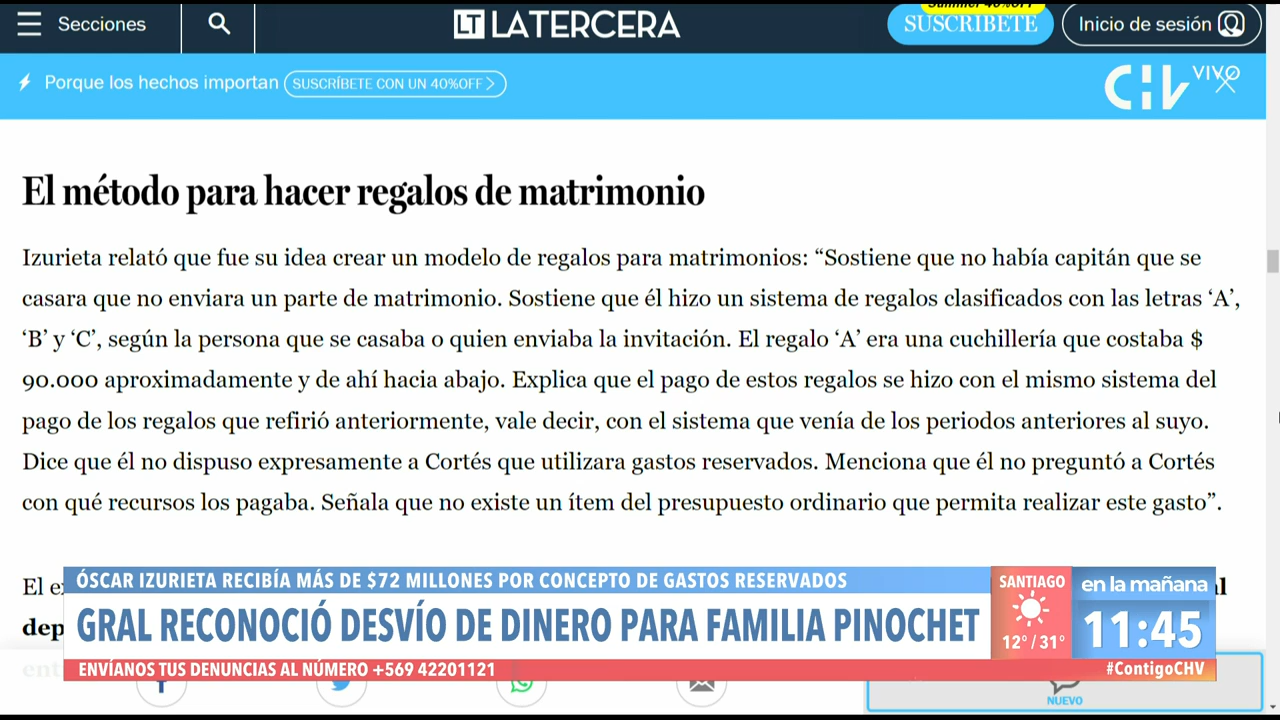 Secciones
LT LATERCERA
Summer 40%OFF
SUSCRÍBETE
Inicio de sesión
Porque los hechos importan
SUSCRÍBETE CON UN 40%OFF
CHV VIVO
El método para hacer regalos de matrimonio
Izurieta relató que fue su idea crear un modelo de regalos para matrimonios: “Sostiene que no había capitán que se
casara que no enviara un parte de matrimonio. Sostiene que él hizo un sistema de regalos clasificados con las letras ‘A’,
‘B’ y ‘C’, según la persona que se casaba o quien enviaba la invitación. El regalo ‘A’ era una cuchillería que costaba $
90.000 aproximadamente y de ahí hacia abajo. Explica que el pago de estos regalos se hizo con el mismo sistema del
pago de los regalos que refirió anteriormente, vale decir, con el sistema que venía de los periodos anteriores al suyo.
Dice que él no dispuso expresamente a Cortés que utilizara gastos reservados. Menciona que él no preguntó a Cortés
con qué recursos los pagaba. Señala que no existe un ítem del presupuesto ordinario que permita realizar este gasto”.
El
ÓSCAR IZURIETA RECIBÍA MÁS DE $72 MILLONES POR CONCEPTO DE GASTOS RESERVADOS
GRAL RECONOCIÓ DESVÍO DE DINERO PARA FAMILIA PINOCHET
SANTIAGO
12° / 31°
en la mañana
11:45
ENVÍANOS TUS DENUNCIAS AL NÚMERO +569 42201121
#ContigoCHV
NUEVO